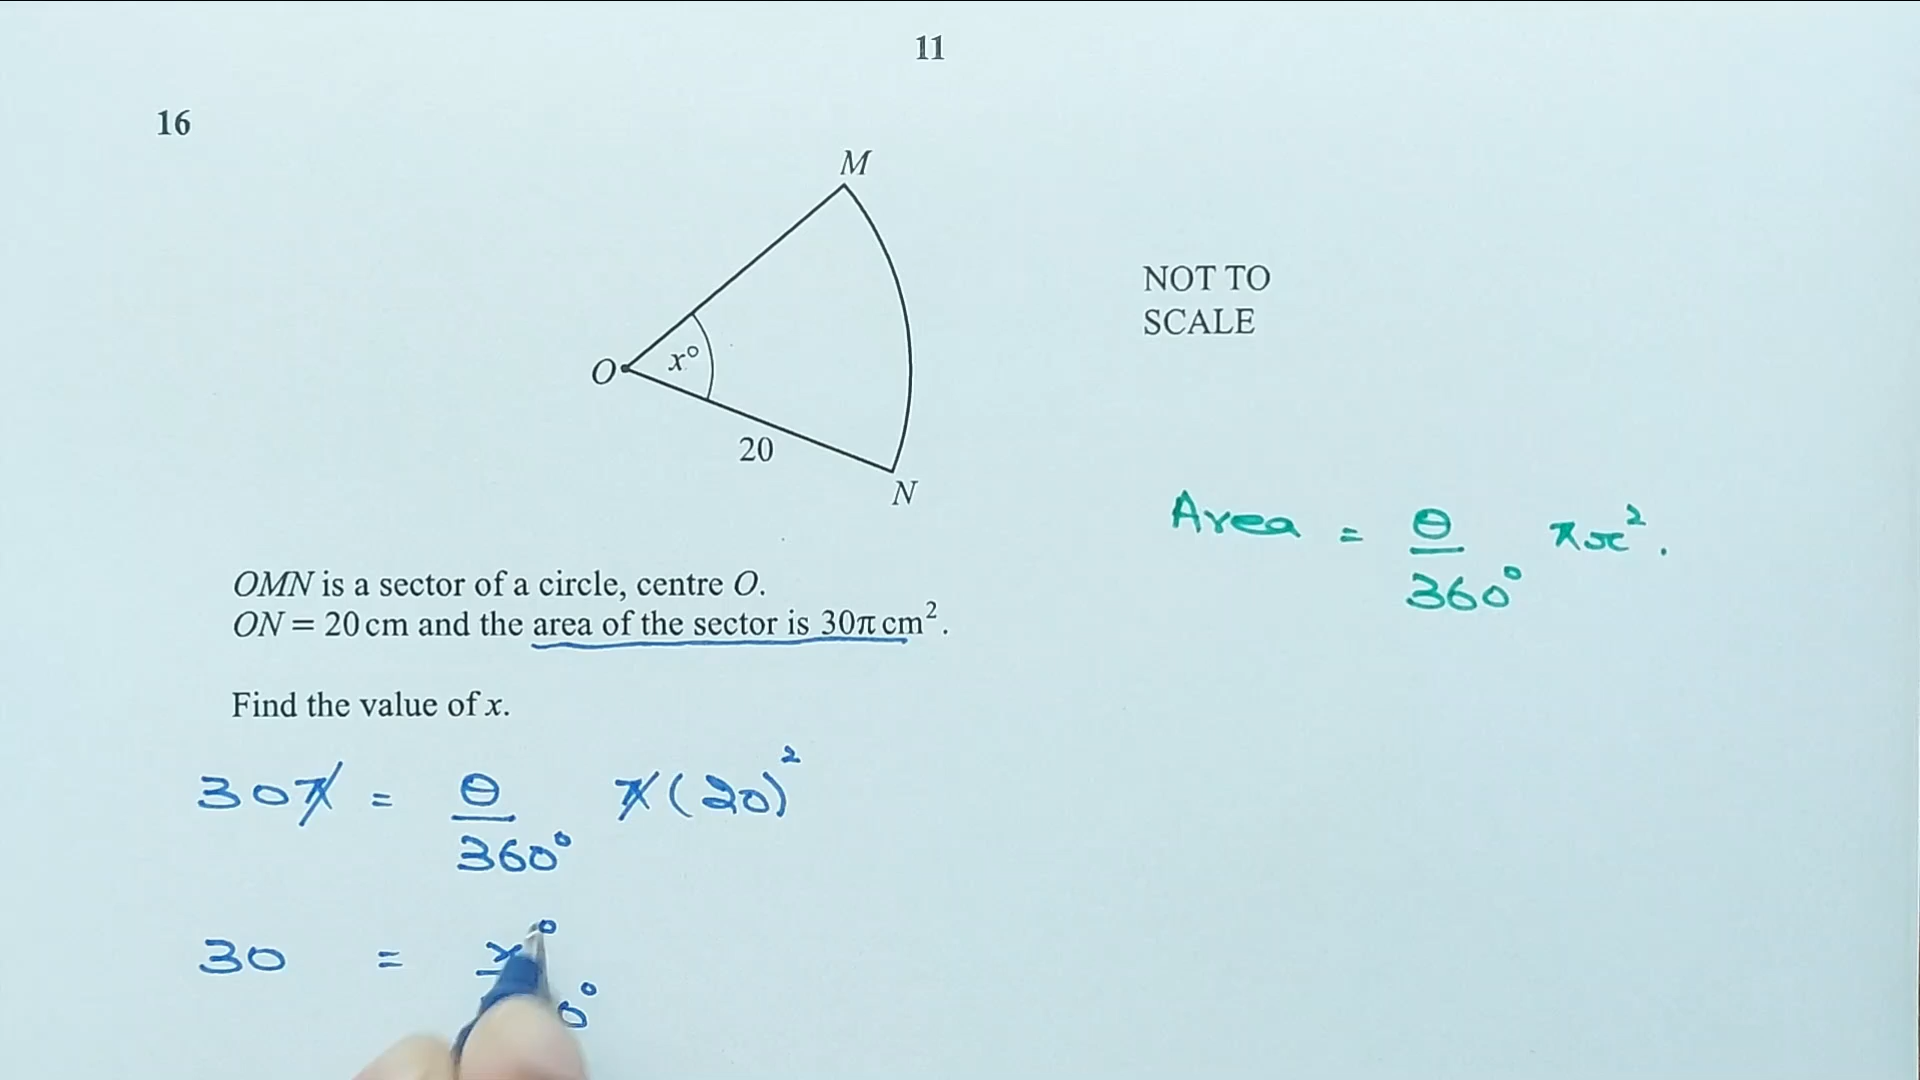 11
16
M
NOT TO
SCALE
O
x°
20
N
Area = θ/360° πr².
OMN is a sector of a circle, centre O.
ON = 20 cm and the area of the sector is 30π cm².
Find the value of x.
30π = θ/360° π(20)²
30 = x°
0°